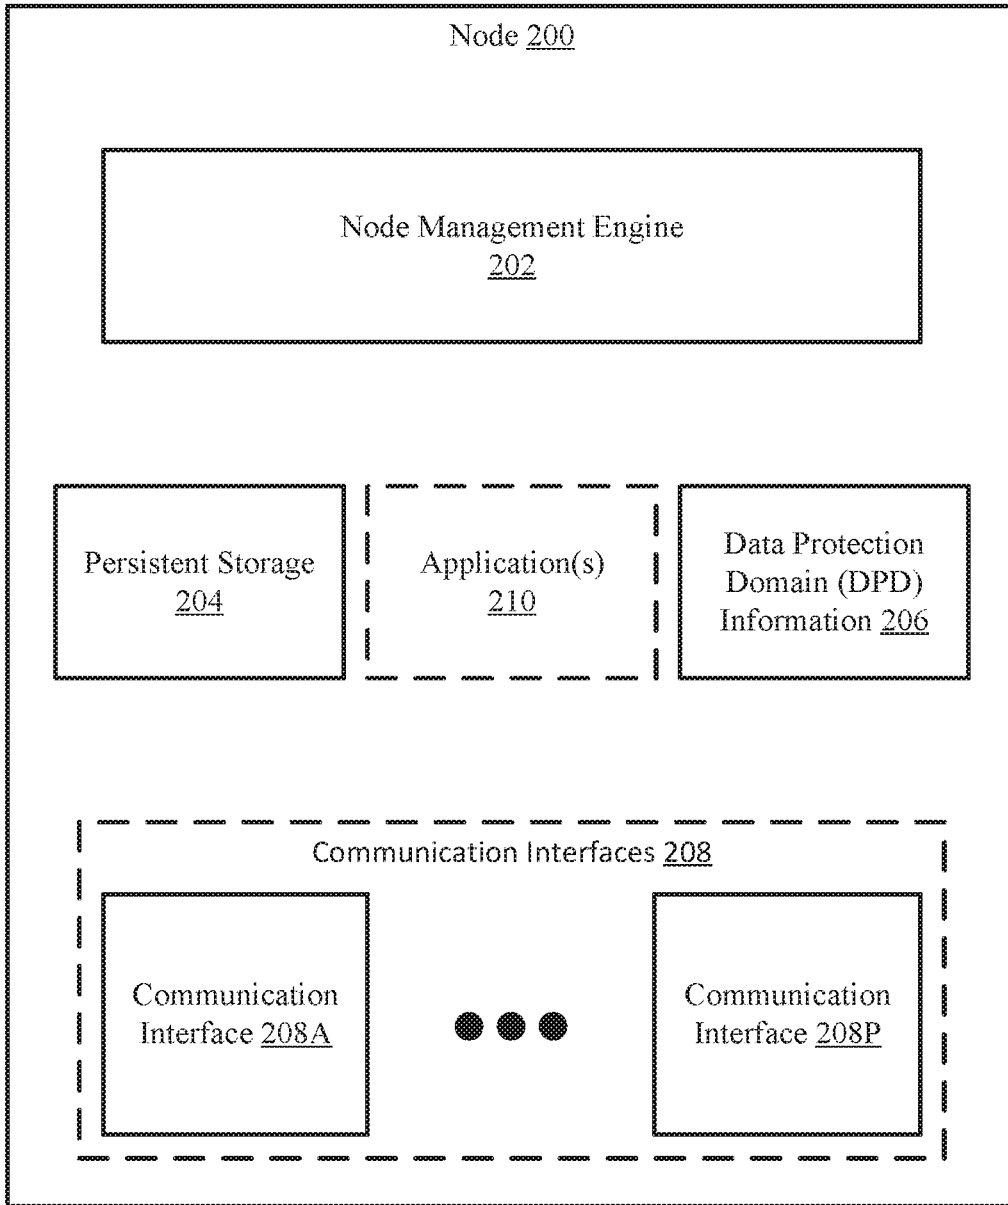 Node 200
Node Management Engine
202
Persistent Storage
204
Application(s)
210
Data Protection
Domain (DPD)
Information 206
Communication Interfaces 208
Communication
Interface 208A
Communication
Interface 208P